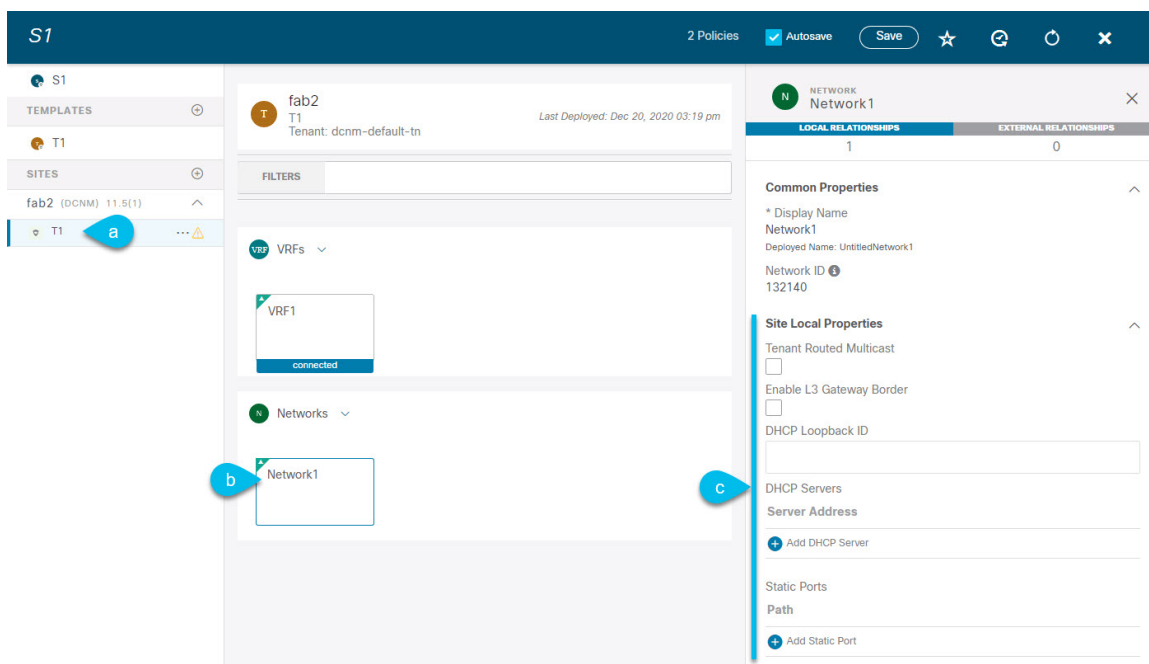 S1
2 Policies
Autosave
Save
S1
TEMPLATES
T
T1
SITES
fab2 (DCNM) 11.5(1)
T1
a
T
fab2
T1
Tenant: dcnm-default-tn
Last Deployed: Dec 20, 2020 03:19 pm
FILTERS
VRF VRFs
VRF1
connected
N Networks
b
Network1
N
NETWORK
Network1
LOCAL RELATIONSHIPS
EXTERNAL RELATIONSHIPS
1
0
Common Properties
* Display Name
Network1
Deployed Name: UntitledNetwork1
Network ID
132140
Site Local Properties
Tenant Routed Multicast
Enable L3 Gateway Border
DHCP Loopback ID
c
DHCP Servers
Server Address
Add DHCP Server
Static Ports
Path
Add Static Port